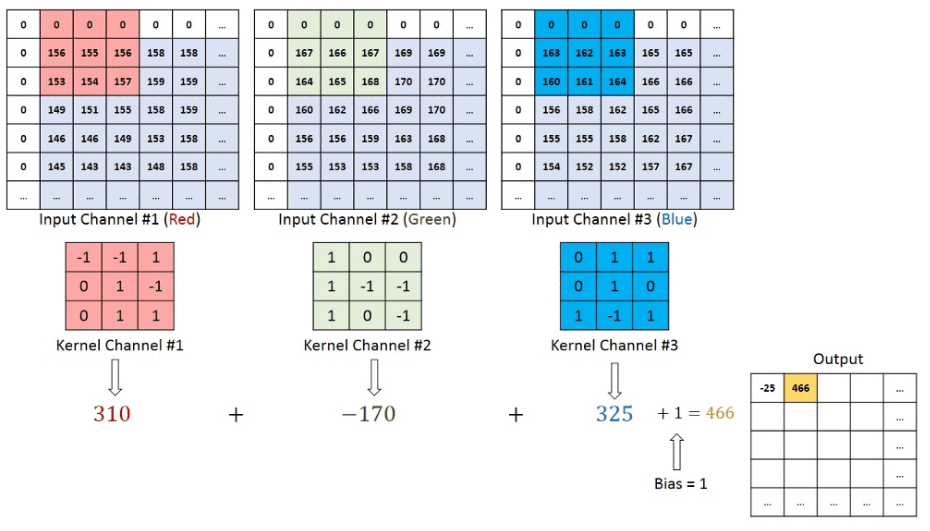 0 0 0 0 0 0 ...
0 156 155 156 158 158 ...
0 153 154 157 159 159 ...
0 149 151 155 158 159 ...
0 146 146 149 153 158 ...
0 145 143 143 148 158 ...
... ... ... ... ... ... ...
Input Channel #1 (Red)
0 0 0 0 0 0 ...
0 167 166 167 169 169 ...
0 164 165 168 170 170 ...
0 160 162 166 169 170 ...
0 156 156 159 163 168 ...
0 155 153 153 158 168 ...
... ... ... ... ... ... ...
Input Channel #2 (Green)
0 0 0 0 0 0 ...
0 163 162 163 165 165 ...
0 160 161 164 166 166 ...
0 156 158 162 165 166 ...
0 155 155 158 162 167 ...
0 154 152 152 157 167 ...
... ... ... ... ... ... ...
Input Channel #3 (Blue)
-1 -1 1
0 1 -1
0 1 1
Kernel Channel #1
1 0 0
1 -1 -1
1 0 -1
Kernel Channel #2
0 1 1
0 1 0
1 -1 1
Kernel Channel #3
310 + −170 + 325 + 1 = 466
Bias = 1
Output
-25 466 ...
...
...
...
... ... ... ... ...